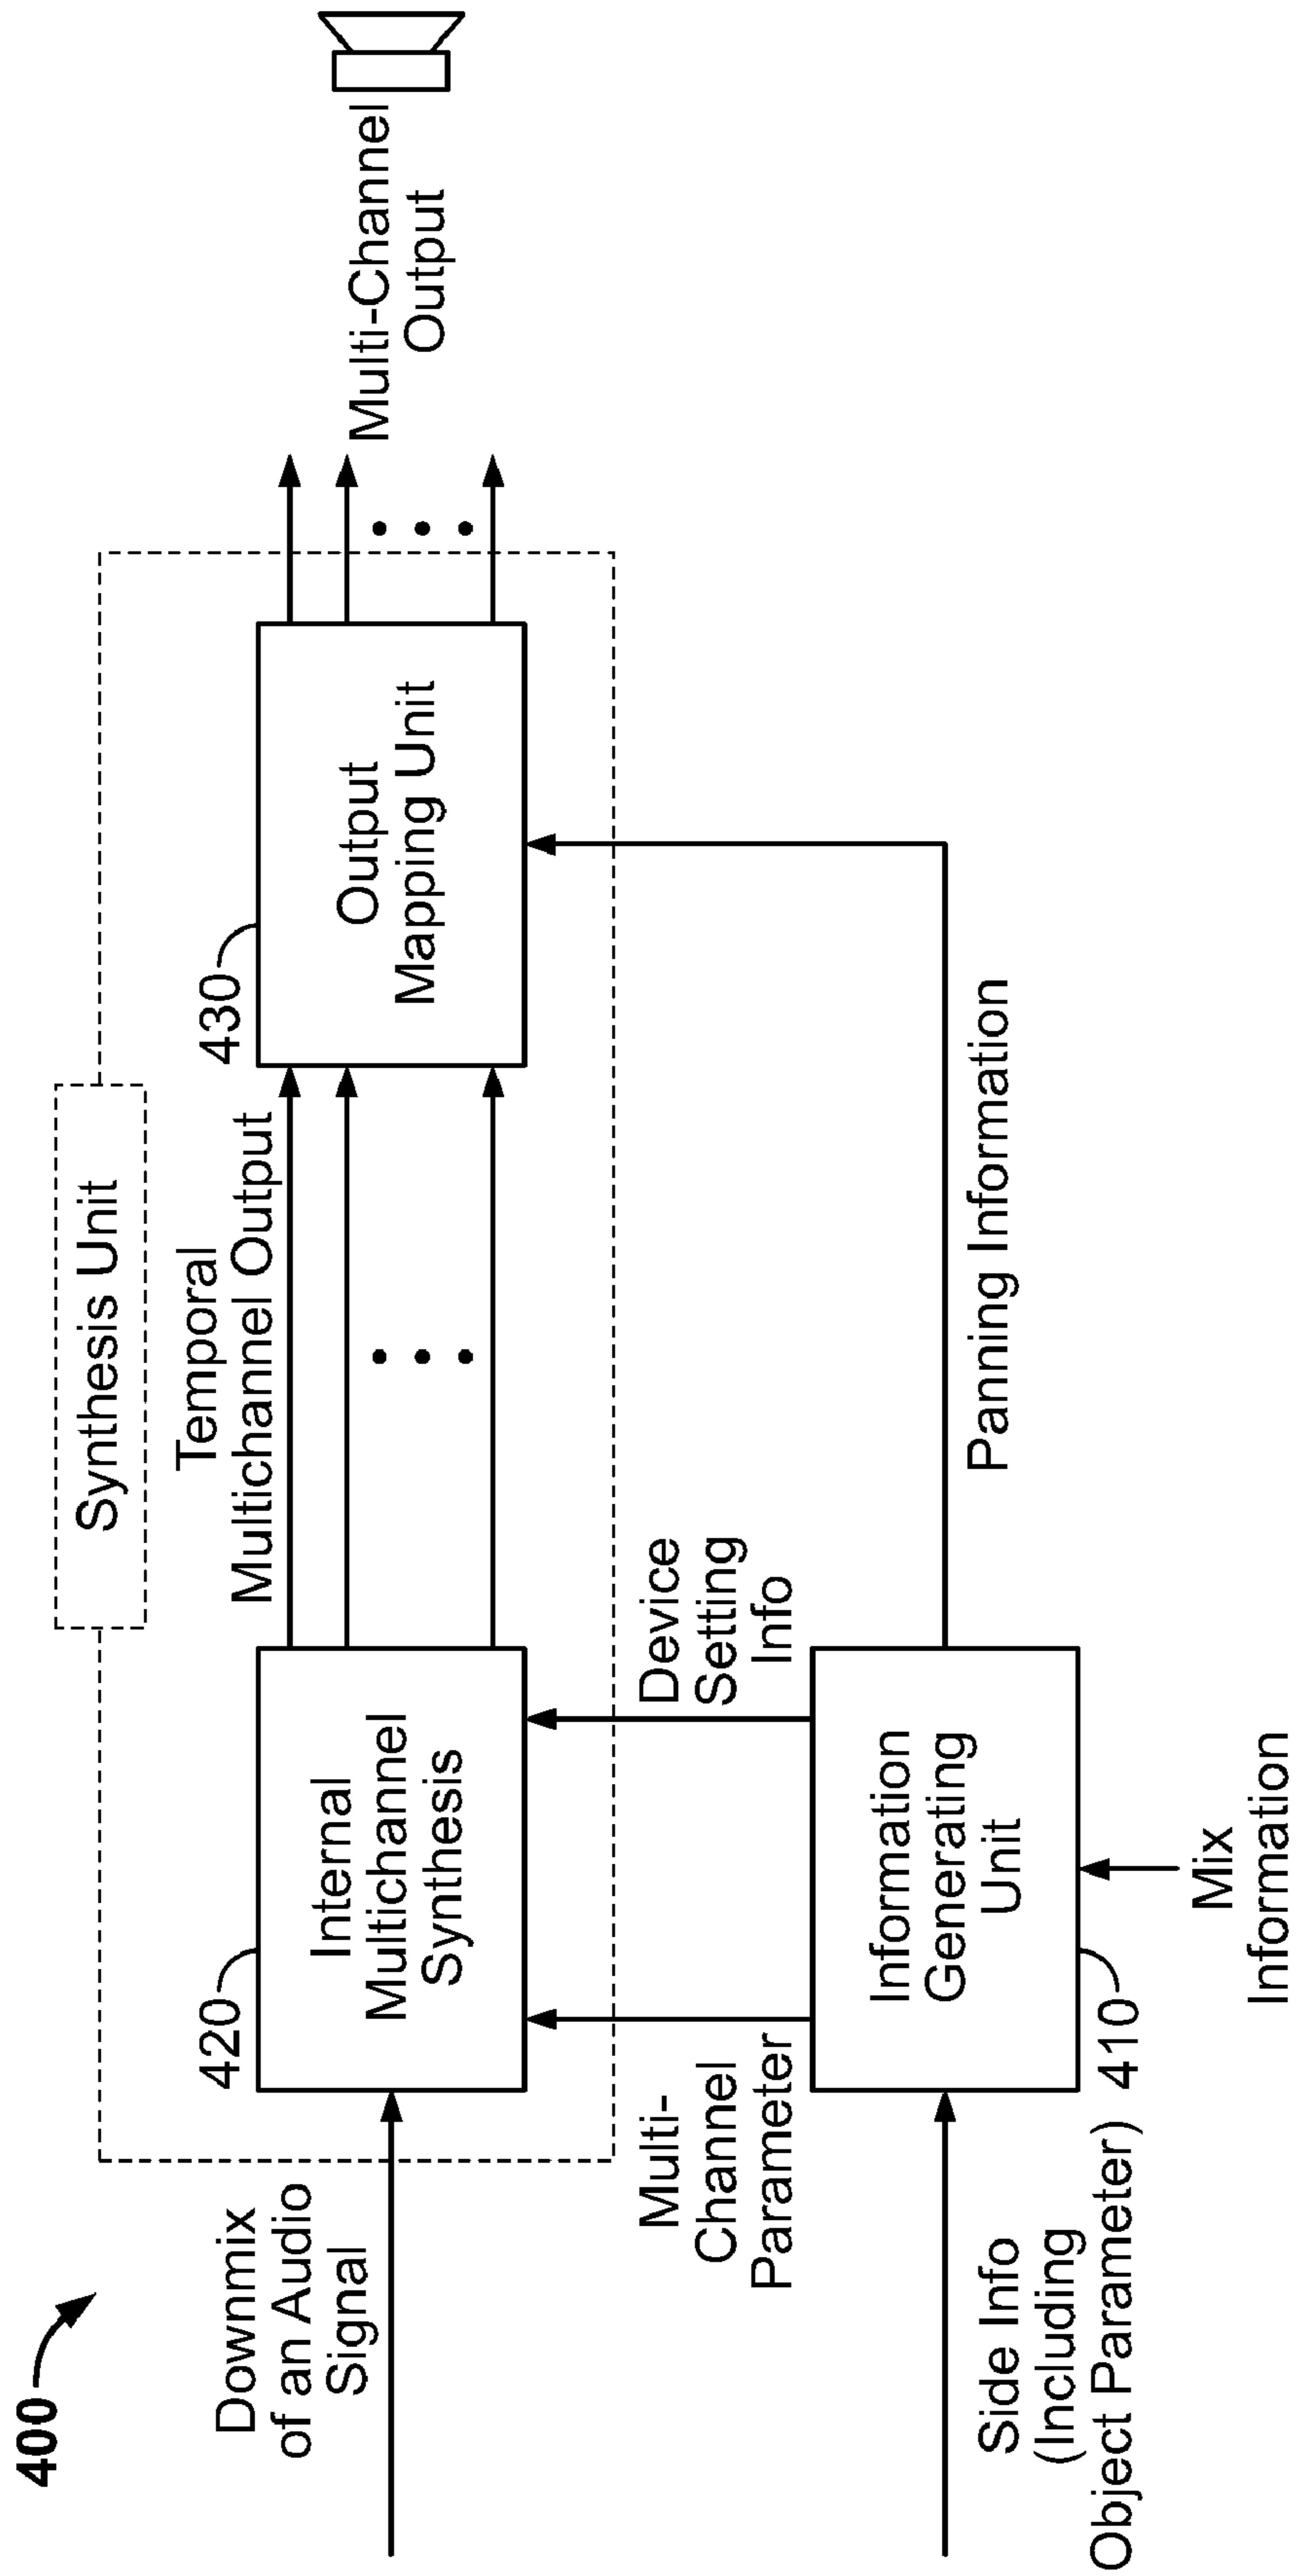 400
Synthesis Unit
Downmix
of an Audio
Signal
420
Internal
Multichannel
Synthesis
Temporal
Multichannel Output
430
Output
Mapping Unit
Multi-Channel
Output
Multi-
Channel
Parameter
Device
Setting
Info
Side Info
(Including
Object Parameter)
410
Information
Generating
Unit
Panning Information
Mix
Information